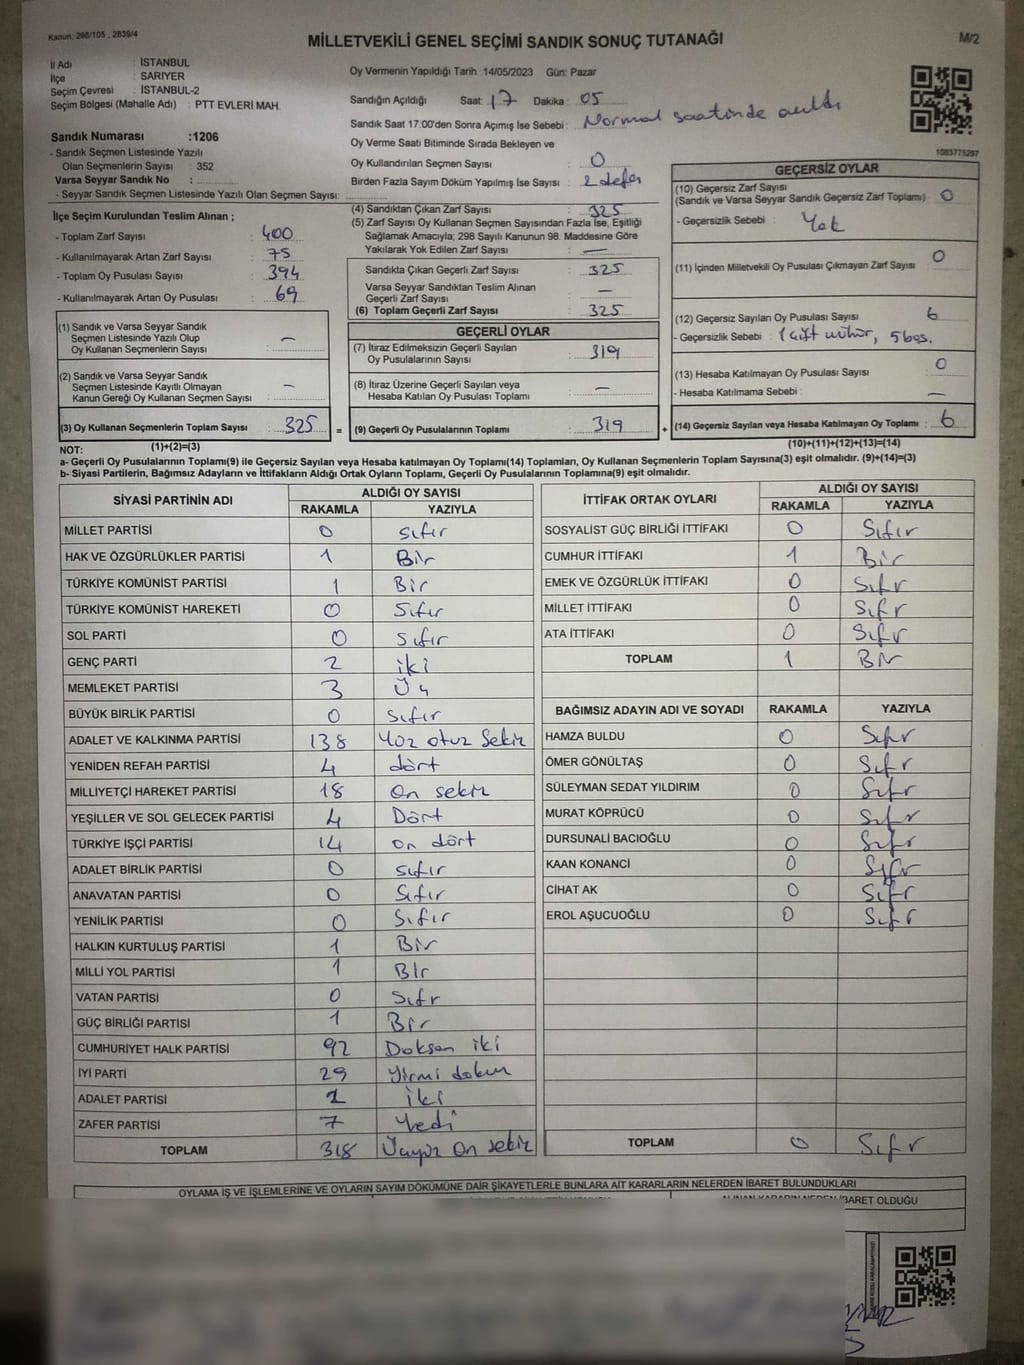 Kanun: 298/105 , 2839/4
MİLLETVEKİLİ GENEL SEÇİMİ SANDIK SONUÇ TUTANAĞI
M/2
İl Adı : İSTANBUL
İlçe : SARIYER
Seçim Çevresi : İSTANBUL-2
Seçim Bölgesi (Mahalle Adı) : PTT EVLERİ MAH.
Sandık Numarası :1206
- Sandık Seçmen Listesinde Yazılı
Olan Seçmenlerin Sayısı : 352
Varsa Seyyar Sandık No :
- Seyyar Sandık Seçmen Listesinde Yazılı Olan Seçmen Sayısı:
Oy Vermenin Yapıldığı Tarih :14/05/2023 Gün: Pazar
Sandığın Açıldığı Saat : 17 Dakika : 05
Sandık Saat 17:00'den Sonra Açımış İse Sebebi : Normal saatinde açıldı
Oy Verme Saati Bitiminde Sırada Bekleyen ve
Oy Kullandırılan Seçmen Sayısı : 0
Birden Fazla Sayım Döküm Yapılmış İse Sayısı : 2 defa
1083775297
İlçe Seçim Kurulundan Teslim Alınan ;
- Toplam Zarf Sayısı : 400
- Kullanılmayarak Artan Zarf Sayısı : 75
- Toplam Oy Pusulası Sayısı : 394
- Kullanılmayarak Artan Oy Pusulası : 69
(1) Sandık ve Varsa Seyyar Sandık
Seçmen Listesinde Yazılı Olup
Oy Kullanan Seçmenlerin Sayısı : –
(2) Sandık ve Varsa Seyyar Sandık
Seçmen Listesinde Kayıtlı Olmayan
Kanun Gereği Oy Kullanan Seçmen Sayısı : –
(3) Oy Kullanan Seçmenlerin Toplam Sayısı : 325 =
(1)+(2)=(3)
(4) Sandıktan Çıkan Zarf Sayısı : 325
(5) Zarf Sayısı Oy Kullanan Seçmen Sayısından Fazla İse, Eşitliği
Sağlamak Amacıyla; 298 Sayılı Kanunun 98. Maddesine Göre
Yakılarak Yok Edilen Zarf Sayısı : —
Sandıkta Çıkan Geçerli Zarf Sayısı : 325
Varsa Seyyar Sandıktan Teslim Alınan
Geçerli Zarf Sayısı : —
(6) Toplam Geçerli Zarf Sayısı : 325
GEÇERLİ OYLAR
(7) İtiraz Edilmeksizin Geçerli Sayılan
Oy Pusulalarının Sayısı : 319
(8) İtiraz Üzerine Geçerli Sayılan veya
Hesaba Katılan Oy Pusulası Toplamı : —
(9) Geçerli Oy Pusulalarının Toplamı : 319 +
GEÇERSİZ OYLAR
(10) Geçersiz Zarf Sayısı
(Sandık ve Varsa Seyyar Sandık Geçersiz Zarf Toplamı) : 0
- Geçersizlik Sebebi : Yok
(11) İçinden Milletvekili Oy Pusulası Çıkmayan Zarf Sayısı : 0
(12) Geçersiz Sayılan Oy Pusulası Sayısı : 6
- Geçersizlik Sebebi : 1 çift mühür, 5 boş.
(13) Hesaba Katılmayan Oy Pusulası Sayısı : 0
- Hesaba Katılmama Sebebi : —
(14) Geçersiz Sayılan veya Hesaba Katılmayan Oy Toplamı : 6
(10)+(11)+(12)+(13)=(14)
NOT:
a- Geçerli Oy Pusulalarının Toplamı(9) ile Geçersiz Sayılan veya Hesaba katılmayan Oy Toplamı(14) Toplamları, Oy Kullanan Seçmenlerin Toplam Sayısına(3) eşit olmalıdır. (9)+(14)=(3)
b- Siyasi Partilerin, Bağımsız Adayların ve İttifakların Aldığı Ortak Oyların Toplamı, Geçerli Oy Pusulalarının Toplamına(9) eşit olmalıdır.
SİYASİ PARTİNİN ADI ALDIĞI OY SAYISI
RAKAMLA YAZIYLA
MİLLET PARTİSİ 0 sıfır
HAK VE ÖZGÜRLÜKLER PARTİSİ 1 Bir
TÜRKİYE KOMÜNİST PARTİSİ 1 Bir
TÜRKİYE KOMÜNİST HAREKETİ 0 Sıfır
SOL PARTİ 0 sıfır
GENÇ PARTİ 2 iki
MEMLEKET PARTİSİ 3 Üç
BÜYÜK BİRLİK PARTİSİ 0 sıfır
ADALET VE KALKINMA PARTİSİ 138 Yüz otuz Sekiz
YENİDEN REFAH PARTİSİ 4 dört
MİLLİYETÇİ HAREKET PARTİSİ 18 on sekiz
YEŞİLLER VE SOL GELECEK PARTİSİ 4 Dört
TÜRKİYE İŞÇİ PARTİSİ 14 on dört
ADALET BİRLİK PARTİSİ 0 sıfır
ANAVATAN PARTİSİ 0 Sıfır
YENİLİK PARTİSİ 0 Sıfır
HALKIN KURTULUŞ PARTİSİ 1 Bir
MİLLİ YOL PARTİSİ 1 Bir
VATAN PARTİSİ 0 Sıfır
GÜÇ BİRLİĞİ PARTİSİ 1 Bir
CUMHURİYET HALK PARTİSİ 92 Doksan iki
İYİ PARTİ 29 Yirmi dokuz
ADALET PARTİSİ 2 iki
ZAFER PARTİSİ 7 Yedi
TOPLAM 318 Üçyüz on sekiz
İTTİFAK ORTAK OYLARI ALDIĞI OY SAYISI
RAKAMLA YAZIYLA
SOSYALİST GÜÇ BİRLİĞİ İTTİFAKI 0 Sıfır
CUMHUR İTTİFAKI 1 Bir
EMEK VE ÖZGÜRLÜK İTTİFAKI 0 Sıfır
MİLLET İTTİFAKI 0 Sıfır
ATA İTTİFAKI 0 Sıfır
TOPLAM 1 Bir
BAĞIMSIZ ADAYIN ADI VE SOYADI RAKAMLA YAZIYLA
HAMZA BULDU 0 Sıfır
ÖMER GÖNÜLTAŞ 0 Sıfır
SÜLEYMAN SEDAT YILDIRIM 0 Sıfır
MURAT KÖPRÜCÜ 0 Sıfır
DURSUNALİ BACIOĞLU 0 Sıfır
KAAN KONANCİ 0 Sıfır
CİHAT AK 0 Sıfır
EROL AŞUCUOĞLU 0 Sıfır
TOPLAM 0 Sıfır
OYLAMA İŞ VE İŞLEMLERİNE VE OYLARIN SAYIM DÖKÜMÜNE DAİR ŞİKAYETLERLE BUNLARA AİT KARARLARIN NELERDEN İBARET BULUNDUKLARI
ALINAN KARARIN NEDEN İBARET OLDUĞU